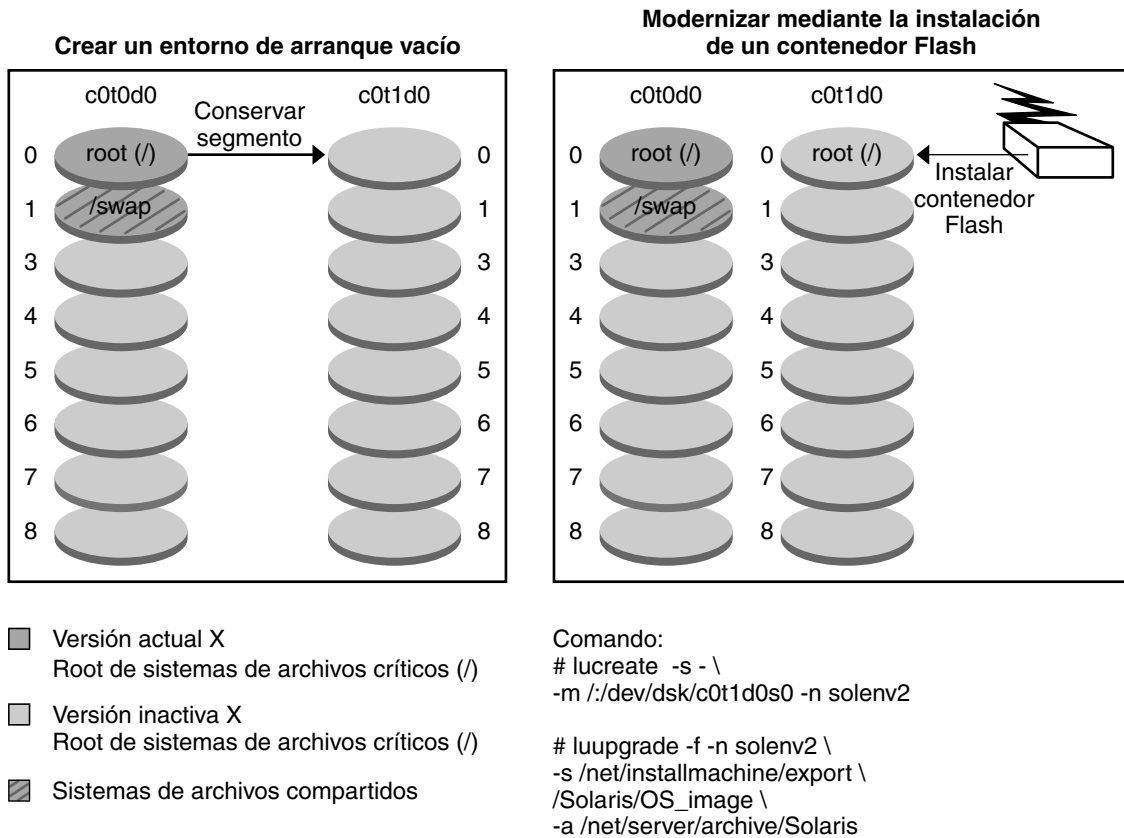 Crear un entorno de arranque vacío
c0t0d0
c0t1d0
Conservar
segmento
0 root (/) 0
1 /swap 1
3 3
4 4
5 5
6 6
7 7
8 8
Modernizar mediante la instalación
de un contenedor Flash
c0t0d0
c0t1d0
0 root (/) 0 root (/)
Instalar
contenedor
Flash
1 /swap 1
3 3
4 4
5 5
6 6
7 7
8 8
Versión actual X
Root de sistemas de archivos críticos (/)
Versión inactiva X
Root de sistemas de archivos críticos (/)
Sistemas de archivos compartidos
Comando:
# lucreate -s - \
-m /:/dev/dsk/c0t1d0s0 -n solenv2
# luupgrade -f -n solenv2 \
-s /net/installmachine/export \
/Solaris/OS_image \
-a /net/server/archive/Solaris